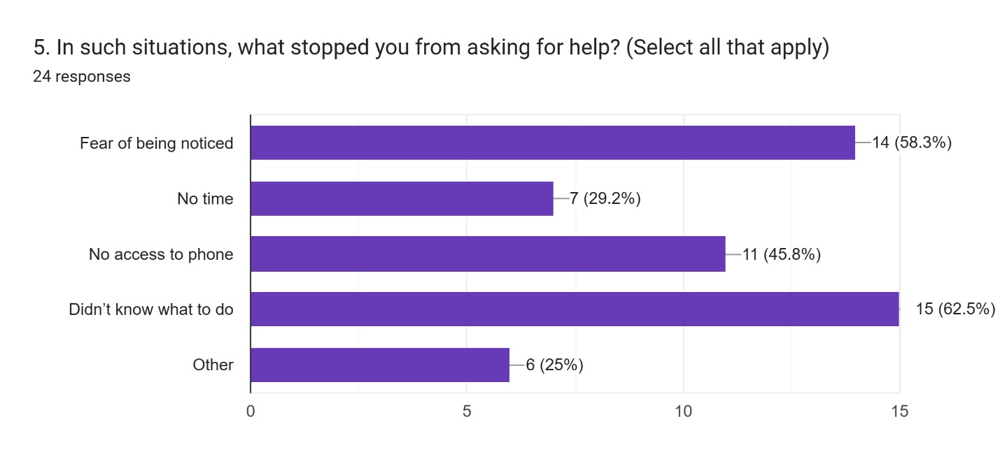 5. In such situations, what stopped you from asking for help? (Select all that apply)
24 responses
Fear of being noticed
14 (58.3%)
No time
7 (29.2%)
No access to phone
11 (45.8%)
Didn’t know what to do
15 (62.5%)
Other
6 (25%)
0 5 10 15